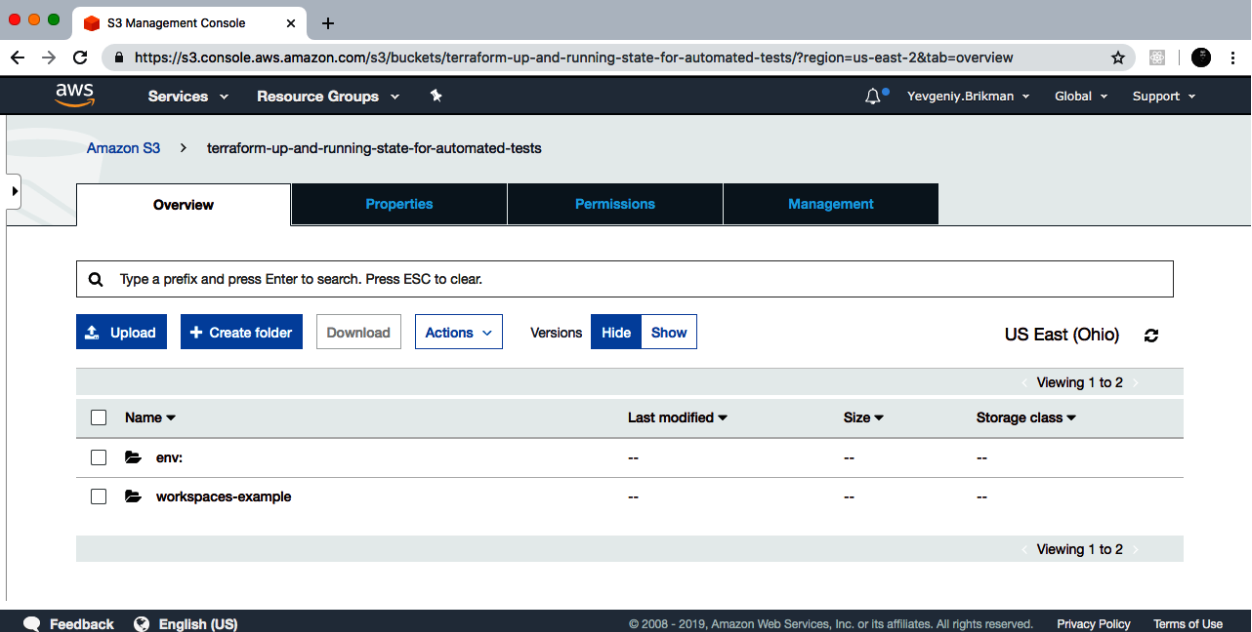 S3 Management Console
https://s3.console.aws.amazon.com/s3/buckets/terraform-up-and-running-state-for-automated-tests/?region=us-east-2&tab=overview
aws Services Resource Groups Yevgeniy.Brikman Global Support
Amazon S3 > terraform-up-and-running-state-for-automated-tests
Overview Properties Permissions Management
Type a prefix and press Enter to search. Press ESC to clear.
Upload + Create folder Download Actions Versions Hide Show US East (Ohio)
Viewing 1 to 2
Name Last modified Size Storage class
env: -- -- --
workspaces-example -- -- --
Viewing 1 to 2
Feedback English (US) © 2008 - 2019, Amazon Web Services, Inc. or its affiliates. All rights reserved. Privacy Policy Terms of Use